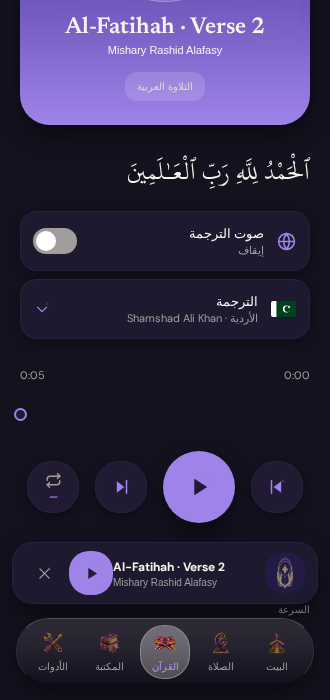 Al-Fatihah · Verse 2
Mishary Rashid Alafasy
التلاوة العربية
ٱلْحَمْدُ لِلَّهِ رَبِّ ٱلْعَـٰلَمِينَ
صوت الترجمة
إيقاف
الترجمة
الأردية · Shamshad Ali Khan
0:05
0:00
Al-Fatihah · Verse 2
Mishary Rashid Alafasy
السرعة
البيت
الصلاة
القرآن
المكتبة
الأدوات